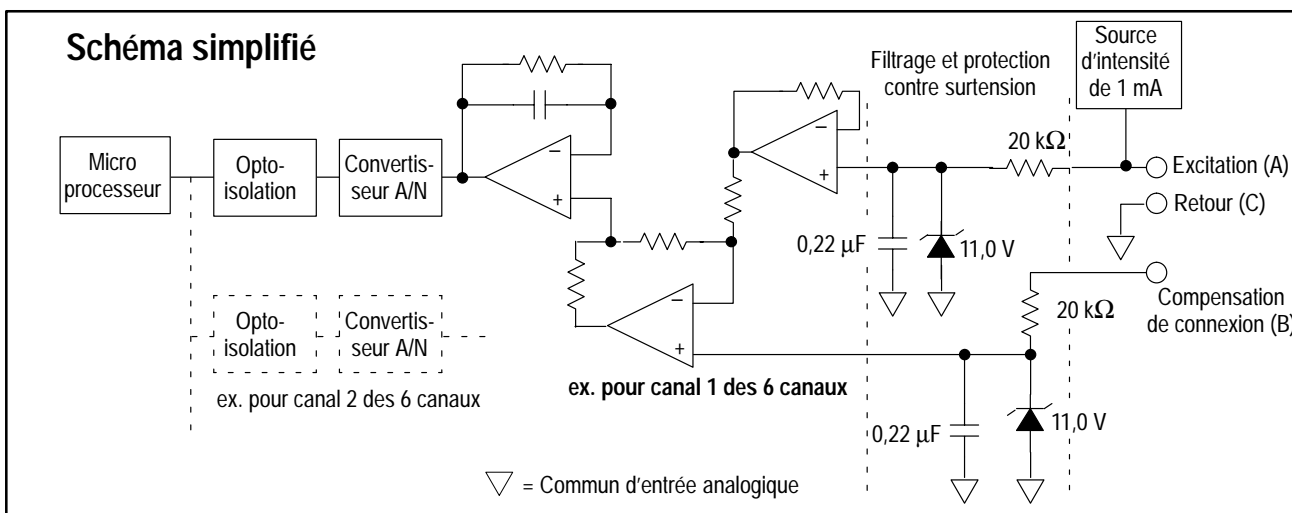 Schéma simplifié
Filtrage et protection
contre surtension
Source
d'intensité
de 1 mA
Micro
processeur
Opto-
isolation
Convertis-
seur A/N
−
+
−
+
20 kΩ
Excitation (A)
Retour (C)
0,22 µF
11,0 V
Compensation
de connexion (B)
20 kΩ
−
+
Opto-
isolation
Convertis-
seur A/N
ex. pour canal 2 des 6 canaux
ex. pour canal 1 des 6 canaux
0,22 µF
11,0 V
= Commun d'entrée analogique